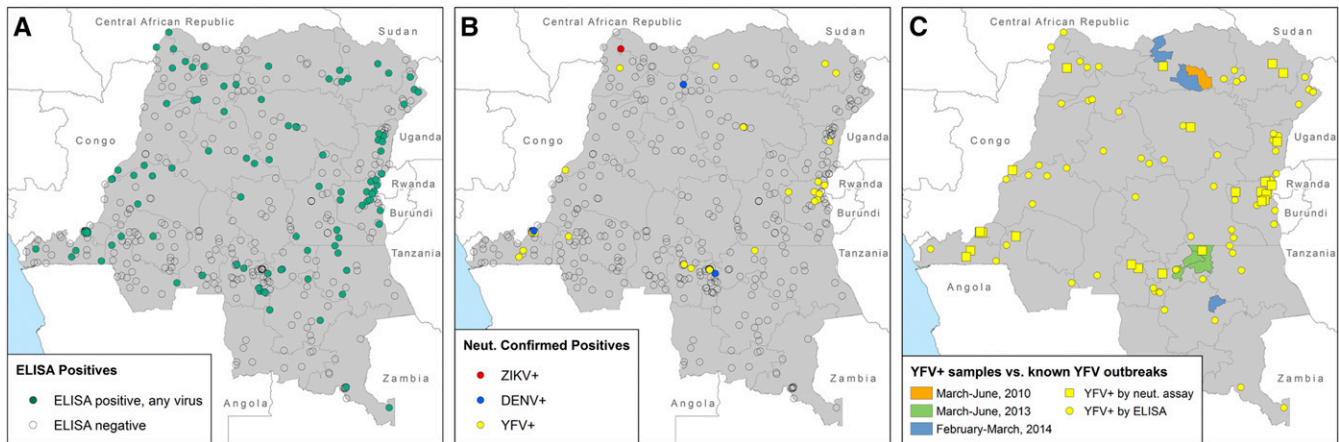 A
Central African Republic
Sudan
Congo
Uganda
Rwanda
Burundi
Tanzania
Zambia
Angola
ELISA Positives
ELISA positive, any virus
ELISA negative
B
Central African Republic
Sudan
Congo
Uganda
Rwanda
Burundi
Tanzania
Zambia
Angola
Neut. Confirmed Positives
ZIKV+
DENV+
YFV+
C
Central African Republic
Sudan
Congo
Uganda
Rwanda
Burundi
Tanzania
Angola
Zambia
YFV+ samples vs. known YFV outbreaks
March-June, 2010
YFV+ by neut. assay
March-June, 2013
YFV+ by ELISA
February-March, 2014